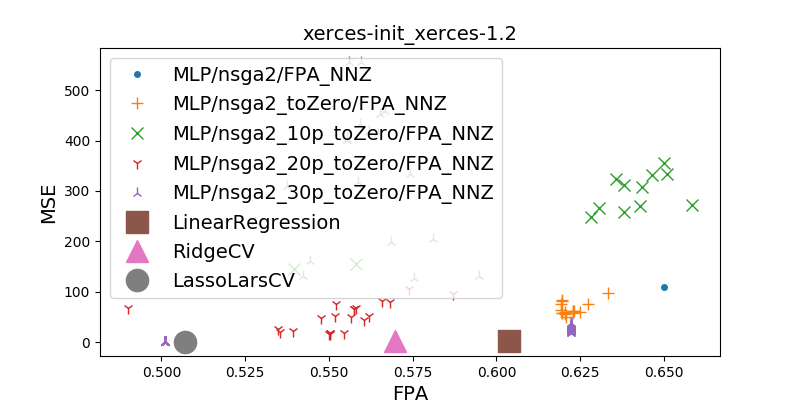 xerces-init_xerces-1.2
MLP/nsga2/FPA_NNZ
MLP/nsga2_toZero/FPA_NNZ
MLP/nsga2_10p_toZero/FPA_NNZ
MLP/nsga2_20p_toZero/FPA_NNZ
MLP/nsga2_30p_toZero/FPA_NNZ
LinearRegression
RidgeCV
LassoLarsCV
MSE
500
400
300
200
100
0
0.500 0.525 0.550 0.575 0.600 0.625 0.650
FPA